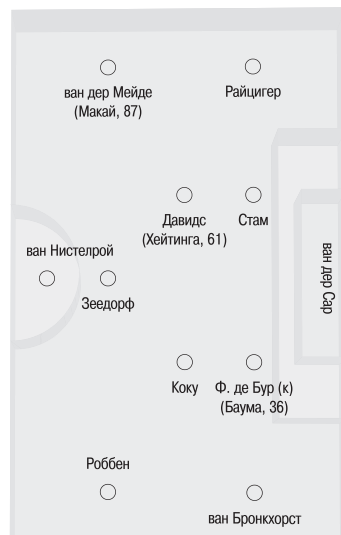 ван дер Мейде
(Макай, 87)
Райцигер
Давидс
(Хейтинга, 61)
Стам
ван Нистелрой
Зеедорф
ван дер Сар
Коку
Ф. де Бур (к)
(Баума, 36)
Роббен
ван Бронкхорст